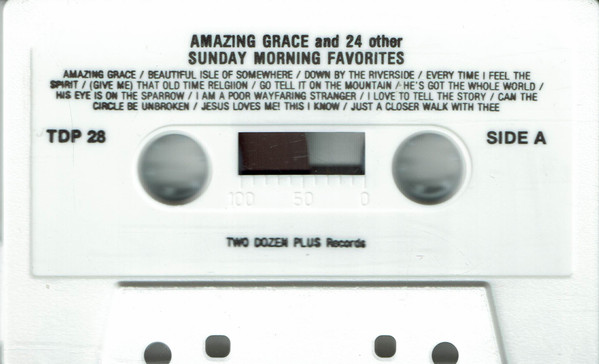 AMAZING GRACE and 24 other
SUNDAY MORNING FAVORITES
AMAZING GRACE / BEAUTIFUL ISLE OF SOMEWHERE / DOWN BY THE RIVERSIDE / EVERY TIME I FEEL THE
SPIRIT / (GIVE ME) THAT OLD TIME RELGIION / GO TELL IT ON THE MOUNTAIN / HE'S GOT THE WHOLE WORLD /
HIS EYE IS ON THE SPARROW / I AM A POOR WAYFARING STRANGER / I LOVE TO TELL THE STORY / CAN THE
CIRCLE BE UNBROKEN / JESUS LOVES ME! THIS I KNOW / JUST A CLOSER WALK WITH THEE
TDP 28
SIDE A
100 50 0
TWO DOZEN PLUS Records